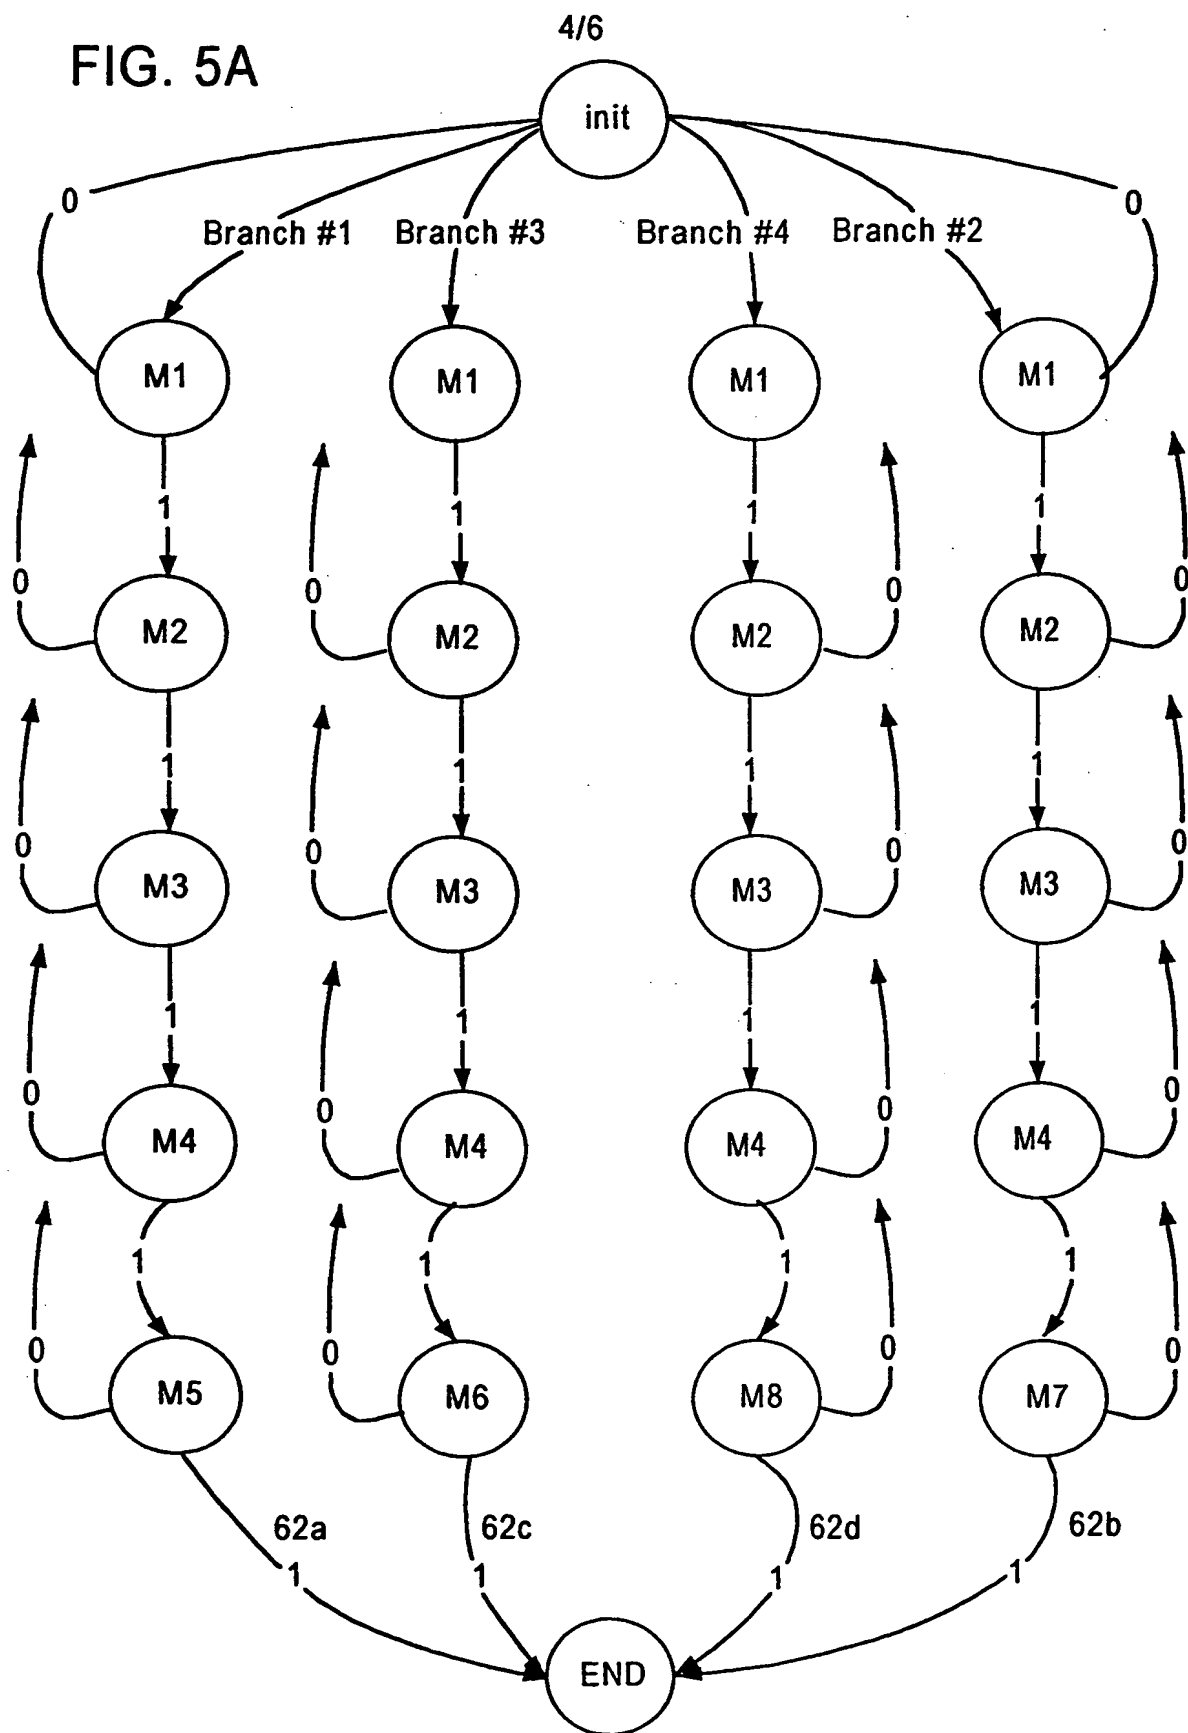 4/6
FIG. 5A
init
0 0
Branch #1 Branch #3 Branch #4 Branch #2
M1 M1 M1 M1
1 1 1 1
0 0 0 0
M2 M2 M2 M2
1 1 1 1
0 0 0 0
M3 M3 M3 M3
1 1 1 1
0 0 0 0
M4 M4 M4 M4
1 1 1 1
0 0 0 0
M5 M6 M8 M7
62a 62c 62d 62b
1 1 1 1
END